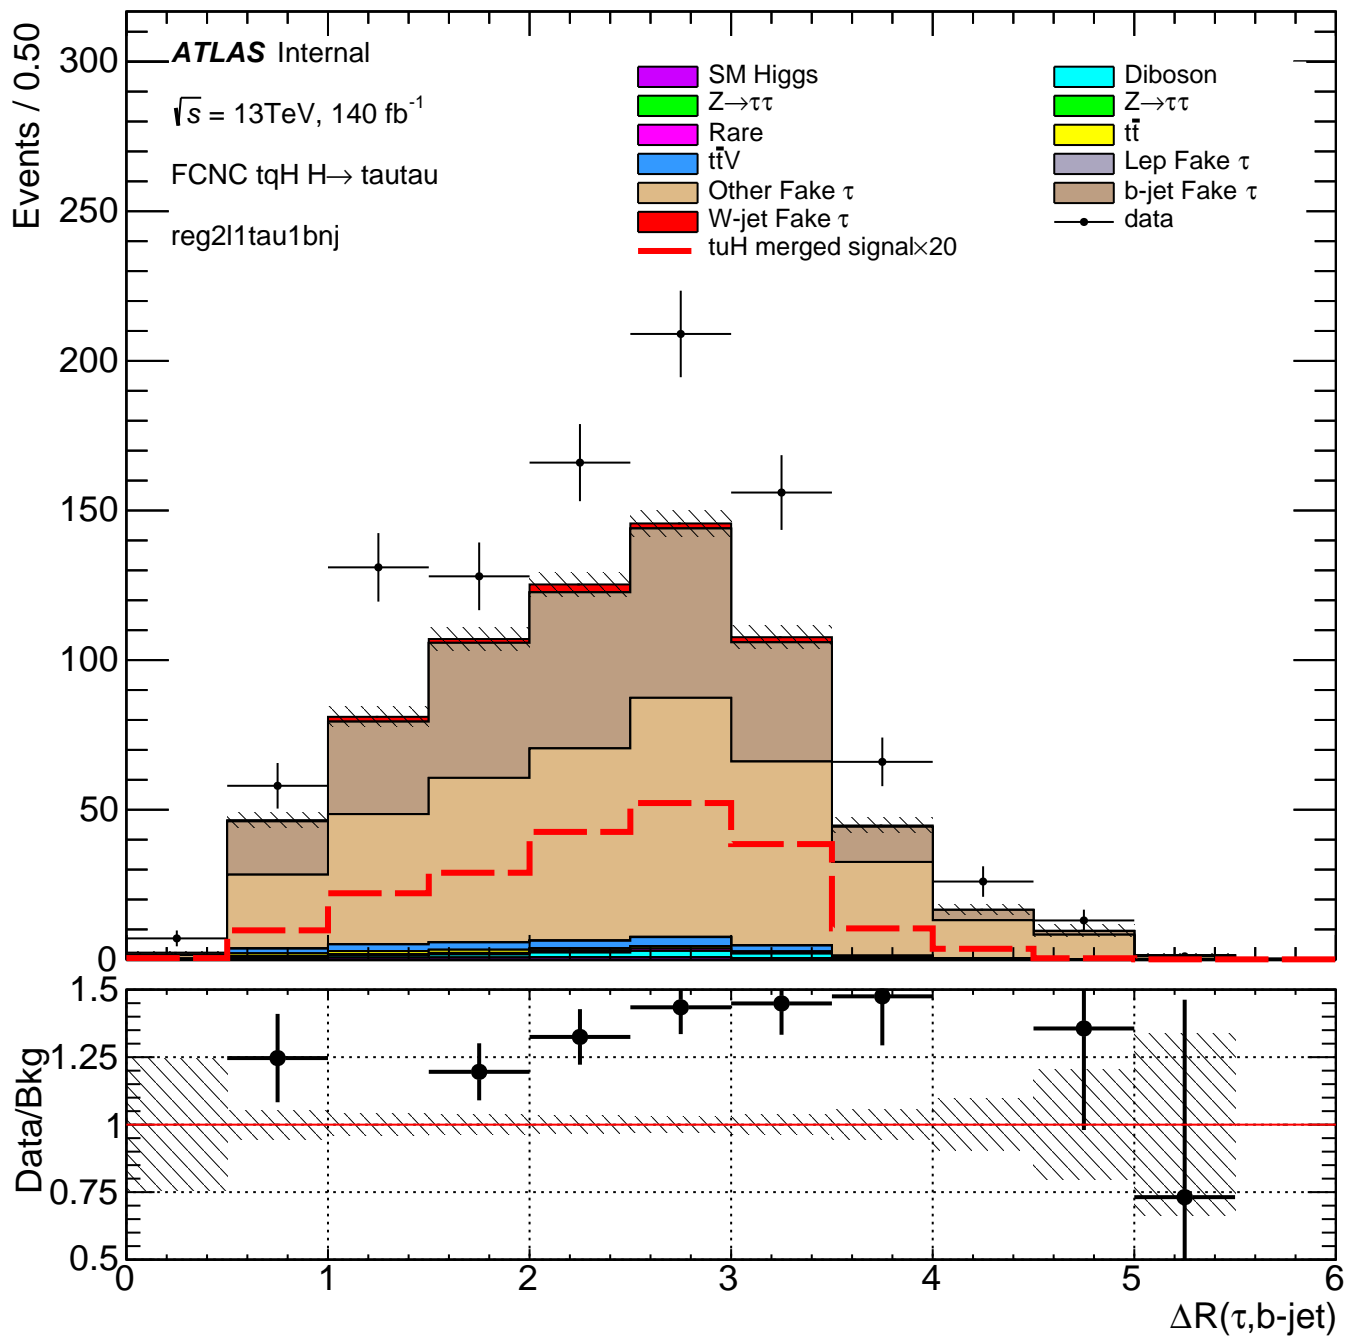 Events / 0.50
300
250
200
150
100
50
0
ATLAS Internal
√s = 13TeV, 140 fb⁻¹
FCNC tqH H→ tautau
reg2l1tau1bnj
SM Higgs
Z→ττ
Rare
tt̄V
Other Fake τ
W-jet Fake τ
tuH merged signal×20
Diboson
Z→ττ
tt̄
Lep Fake τ
b-jet Fake τ
data
Data/Bkg
1.5
1.25
1
0.75
0.5
0 1 2 3 4 5 6
ΔR(τ,b-jet)